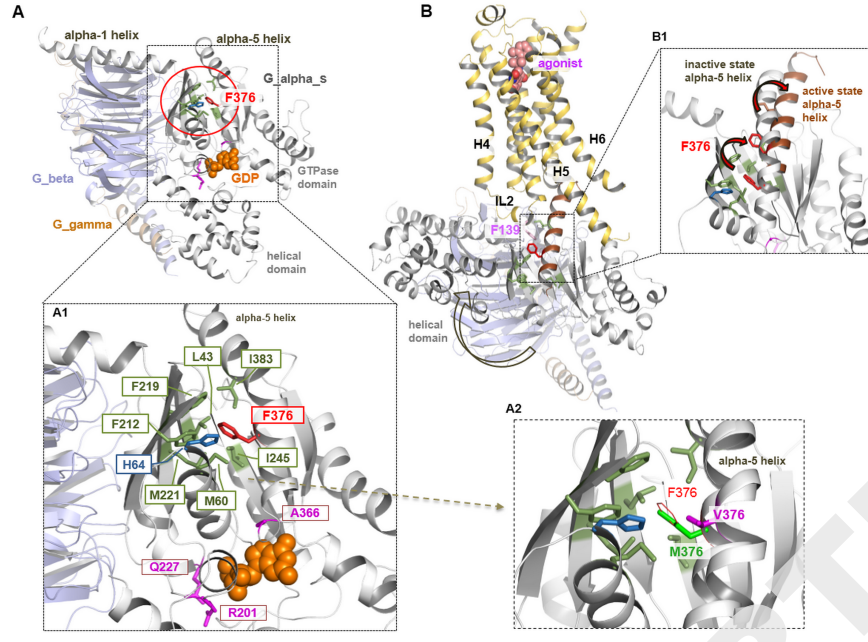 A
alpha-1 helix
alpha-5 helix
G_alpha_s
F376
G_beta
GDP
GTPase
domain
G_gamma
helical
domain
B
agonist
H4
H6
H5
IL2
F139
helical
domain
B1
inactive state
alpha-5 helix
active state
alpha-5
helix
F376
A1
alpha-5 helix
L43
I383
F219
F376
F212
H64
I245
M221
M60
A366
Q227
R201
A2
alpha-5 helix
F376
V376
M376